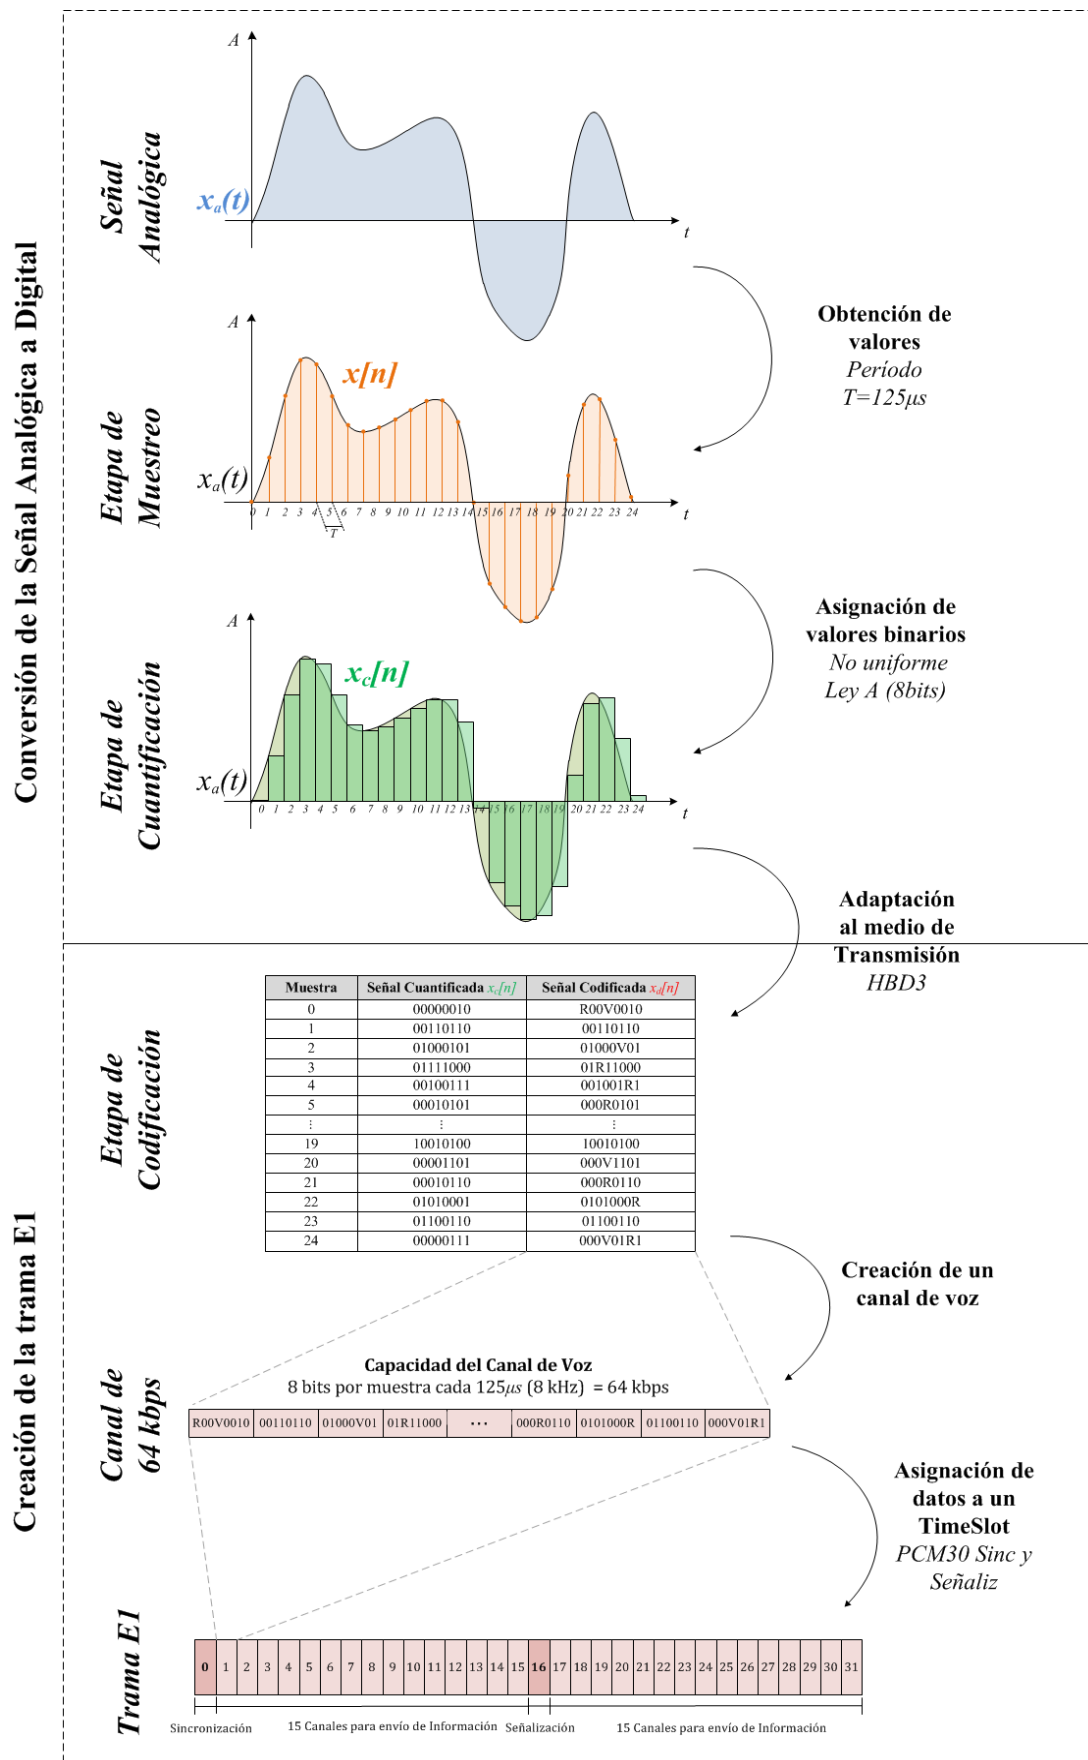 Conversión de la Señal Analógica a Digital
Señal
Analógica
A
xa(t)
t
Obtención de
valores
Período
T=125μs
Etapa de
Muestreo
A
x[n]
xa(t)
0 1 2 3 4 5 6 7 8 9 10 11 12 13 14 15 16 17 18 19 20 21 22 23 24
t
T
Asignación de
valores binarios
No uniforme
Ley A (8bits)
Etapa de
Cuantificación
A
xc[n]
xa(t)
0 1 2 3 4 5 6 7 8 9 10 11 12 13 14 15 16 17 18 19 20 21 22 23 24
t
Adaptación
al medio de
Transmisión
HBD3
Creación de la trama E1
Etapa de
Codificación
Muestra Señal Cuantificada xc[n] Señal Codificada xd[n]
0 00000010 R00V0010
1 00110110 00110110
2 01000101 01000V01
3 01111000 01R11000
4 00100111 001001R1
5 00010101 000R0101
⋮ ⋮ ⋮
19 10010100 10010100
20 00001101 000V1101
21 00010110 000R0110
22 01010001 0101000R
23 01100110 01100110
24 00000111 000V01R1
Creación de un
canal de voz
Canal de
64 kbps
Capacidad del Canal de Voz
8 bits por muestra cada 125μs (8 kHz) = 64 kbps
R00V0010 00110110 01000V01 01R11000 ... 000R0110 0101000R 01100110 000V01R1
Asignación de
datos a un
TimeSlot
PCM30 Sinc y
Señaliz
Trama E1
0 1 2 3 4 5 6 7 8 9 10 11 12 13 14 15 16 17 18 19 20 21 22 23 24 25 26 27 28 29 30 31
Sincronización 15 Canales para envío de Información Señalización 15 Canales para envío de Información